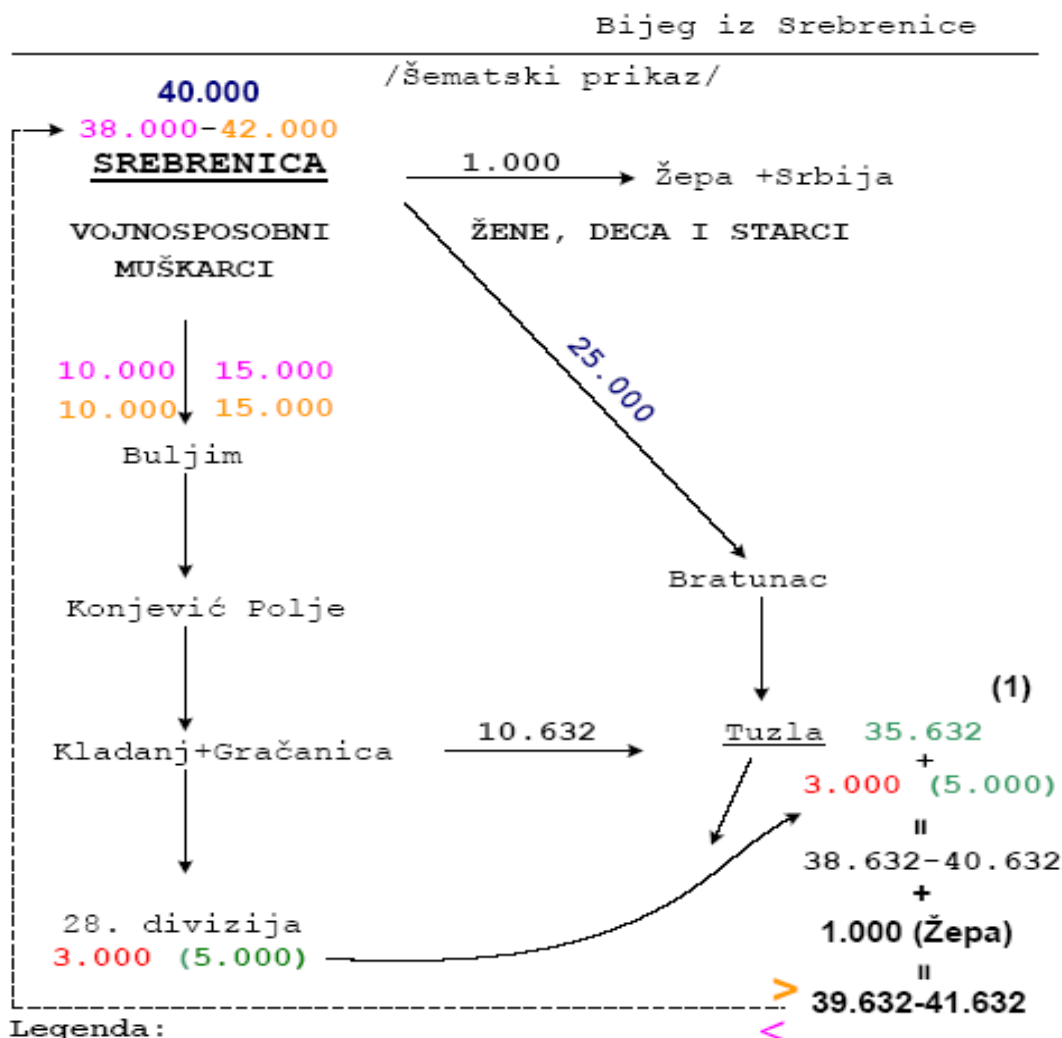 Bijeg iz Srebrenice
/Šematski prikaz/
40.000
38.000-42.000
SREBRENICA
1.000
Žepa +Srbija
VOJNOSPOSOBNI
MUŠKARCI
ŽENE, DECA I STARCI
25.000
10.000 15.000
10.000 15.000
Buljim
Bratunac
Konjević Polje
(1)
Kladanj+Gračanica
10.632
Tuzla 35.632
+
3.000 (5.000)
=
38.632-40.632
+
28. divizija
3.000 (5.000)
1.000 (Žepa)
=
>
39.632-41.632
<
Legenda: